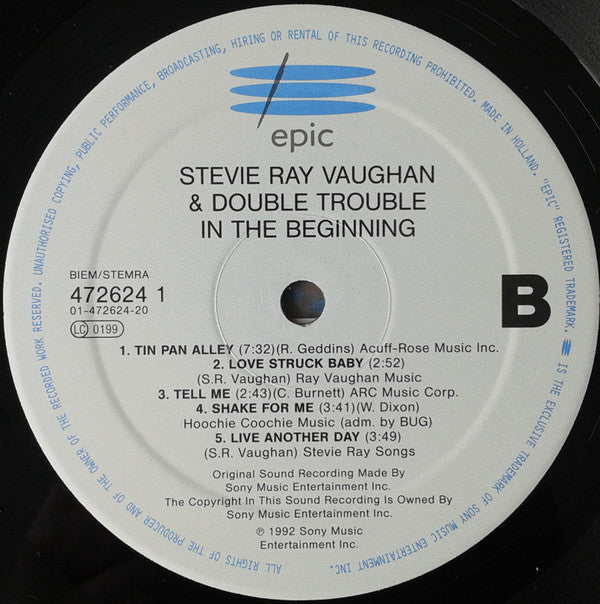 epic
STEVIE RAY VAUGHAN
& DOUBLE TROUBLE
IN THE BEGiNNING
BIEM/STEMRA
472624 1
01-472624-20
LC 0199
B
1. TIN PAN ALLEY (7:32)(R. Geddins) Acuff-Rose Music Inc.
2. LOVE STRUCK BABY (2:52)
(S.R. Vaughan) Ray Vaughan Music
3. TELL ME (2:43)(C. Burnett) ARC Music Corp.
4. SHAKE FOR ME (3:41)(W. Dixon)
Hoochie Coochie Music (adm. by BUG)
5. LIVE ANOTHER DAY (3:49)
(S.R. Vaughan) Stevie Ray Songs
Original Sound Recording Made By
Sony Music Entertainment Inc.
The Copyright In This Sound Recording Is Owned By
Sony Music Entertainment Inc.
℗ 1992 Sony Music
Entertainment Inc.
ALL RIGHTS OF THE PRODUCER AND OF THE OWNER OF THE RECORDED WORK RESERVED. UNAUTHORISED COPYING, PUBLIC PERFORMANCE, BROADCASTING, HIRING OR RENTAL OF THIS RECORDING PROHIBITED. MADE IN HOLLAND. "EPIC" REGISTERED TRADEMARK. IS THE EXCLUSIVE TRADEMARK OF SONY MUSIC ENTERTAINMENT INC.